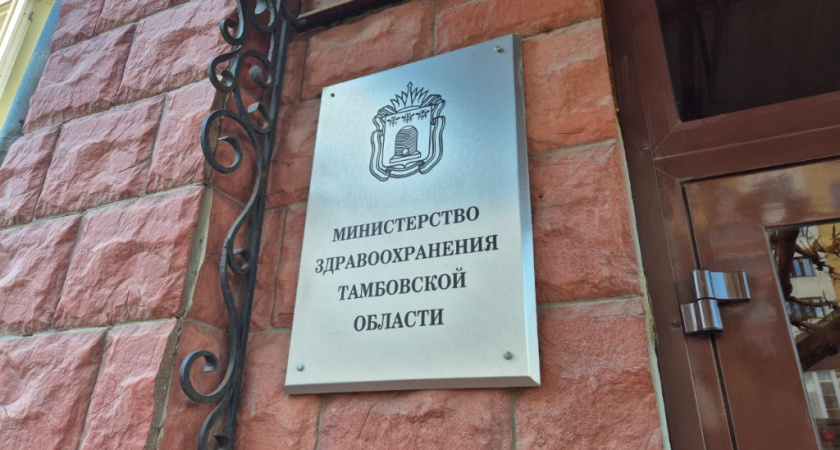 МИНИСТЕРСТВО
ЗДРАВООХРАНЕНИЯ
ТАМБОВСКОЙ
ОБЛАСТИ